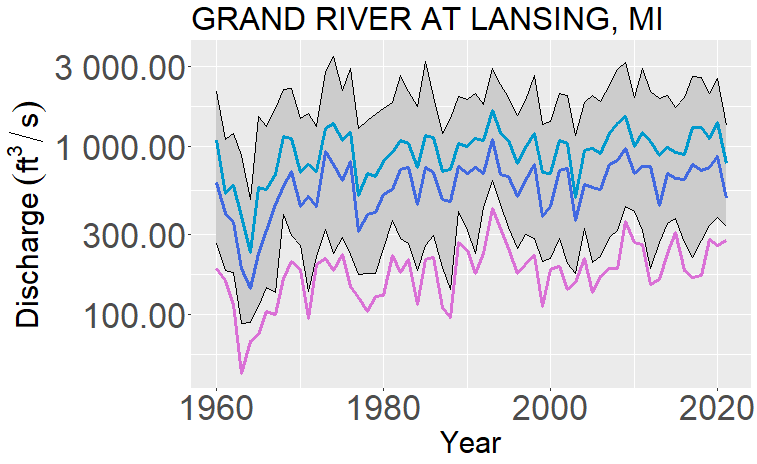 GRAND RIVER AT LANSING, MI
3 000.00
1 000.00
300.00
100.00
Discharge (ft³/s)
1960 1980 2000 2020
Year